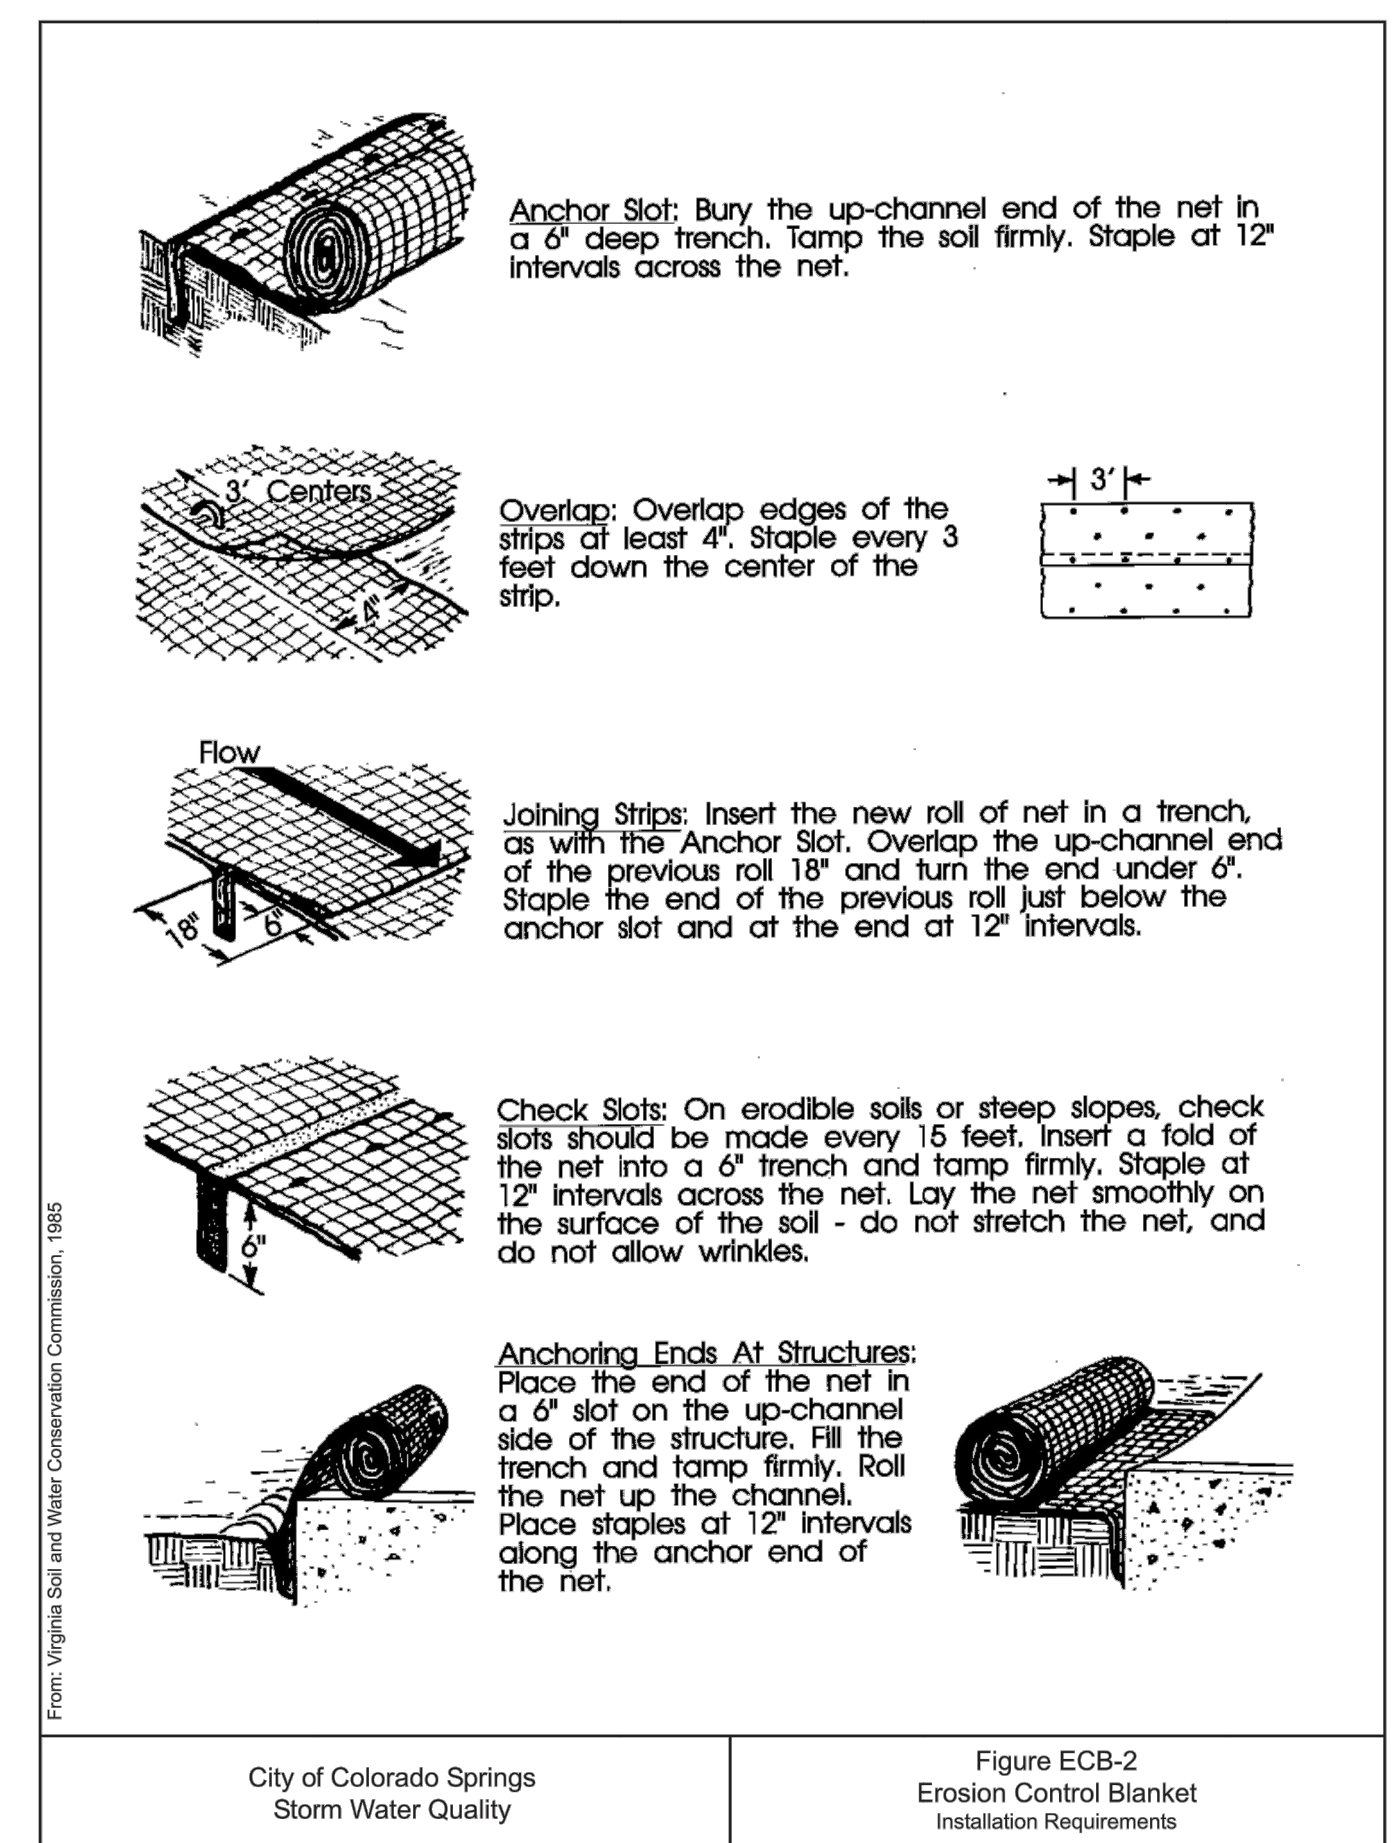 Anchor Slot: Bury the up-channel end of the net in
a 6" deep trench. Tamp the soil firmly. Staple at 12"
intervals across the net.
3' Centers
4"
Overlap: Overlap edges of the
strips at least 4". Staple every 3
feet down the center of the
strip.
3'
Flow
18"
6"
Joining Strips: Insert the new roll of net in a trench,
as with the Anchor Slot. Overlap the up-channel end
of the previous roll 18" and turn the end under 6".
Staple the end of the previous roll just below the
anchor slot and at the end at 12" intervals.
6"
Check Slots: On erodible soils or steep slopes, check
slots should be made every 15 feet. Insert a fold of
the net into a 6" trench and tamp firmly. Staple at
12" intervals across the net. Lay the net smoothly on
the surface of the soil - do not stretch the net, and
do not allow wrinkles.
Anchoring Ends At Structures:
Place the end of the net in
a 6" slot on the up-channel
side of the structure. Fill the
trench and tamp firmly. Roll
the net up the channel.
Place staples at 12" intervals
along the anchor end of
the net.
From: Virginia Soil and Water Conservation Commission, 1985
City of Colorado Springs
Storm Water Quality
Figure ECB-2
Erosion Control Blanket
Installation Requirements